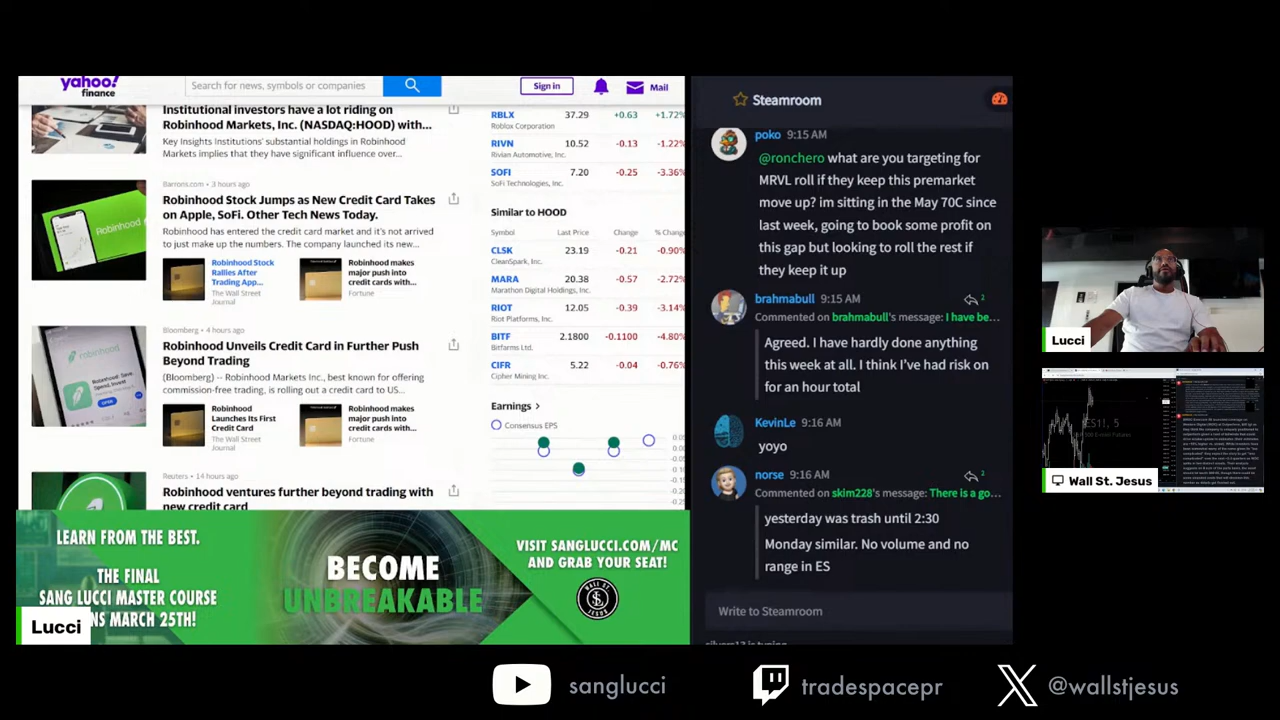 yahoo!
finance
Search for news, symbols or companies
Sign in
Mail
Institutional investors have a lot riding on
Robinhood Markets, Inc. (NASDAQ:HOOD) with...
Key Insights Institutions' substantial holdings in Robinhood
Markets implies that they have significant influence over...
Barrons.com • 3 hours ago
Robinhood Stock Jumps as New Credit Card Takes
on Apple, SoFi. Other Tech News Today.
Robinhood has entered the credit card market and it's not arrived
to just make up the numbers. The company launched its new...
Robinhood Stock
Rallies After
Trading App...
The Wall Street
Journal
Robinhood makes
major push into
credit cards with...
Fortune
Bloomberg • 4 hours ago
Robinhood Unveils Credit Card in Further Push
Beyond Trading
(Bloomberg) -- Robinhood Markets Inc., best known for offering
commission-free trading, is rolling out a credit card to US...
Robinhood
Launches Its First
Credit Card
The Wall Street
Journal
Robinhood makes
major push into
credit cards with...
Fortune
Reuters • 14 hours ago
Robinhood ventures further beyond trading with
new credit card
RBLX 37.29 +0.63 +1.72%
Roblox Corporation
RIVN 10.52 -0.13 -1.22%
Rivian Automotive, Inc.
SOFI 7.20 -0.25 -3.36%
SoFi Technologies, Inc.
Similar to HOOD
Symbol Last Price Change % Change
CLSK 23.19 -0.21 -0.90%
CleanSpark, Inc.
MARA 20.38 -0.57 -2.72%
Marathon Digital Holdings, Inc.
RIOT 12.05 -0.39 -3.14%
Riot Platforms, Inc.
BITF 2.1800 -0.1100 -4.80%
Bitfarms Ltd.
CIFR 5.22 -0.04 -0.76%
Cipher Mining Inc.
Earnings
Consensus EPS
LEARN FROM THE BEST.
THE FINAL
SANG LUCCI MASTER COURSE
NS MARCH 25TH!
Lucci
BECOME
UNBREAKABLE
VISIT SANGLUCCI.COM/MC
AND GRAB YOUR SEAT!
Steamroom
poko 9:15 AM
@ronchero what are you targeting for
MRVL roll if they keep this premarket
move up? im sitting in the May 70C since
last week, going to book some profit on
this gap but looking to roll the rest if
they keep it up
brahmabull 9:15 AM
2
Commented on brahmabull's message: I have be...
Agreed. I have hardly done anything
this week at all. I think I've had risk on
for an hour total
KevinLe 9:16 AM
yoyo
norse 9:16 AM
Commented on skim228's message: There is a go...
yesterday was trash until 2:30
Monday similar. No volume and no
range in ES
Write to Steamroom
Lucci
Wall St. Jesus
sanglucci
tradespacepr
@wallstjesus